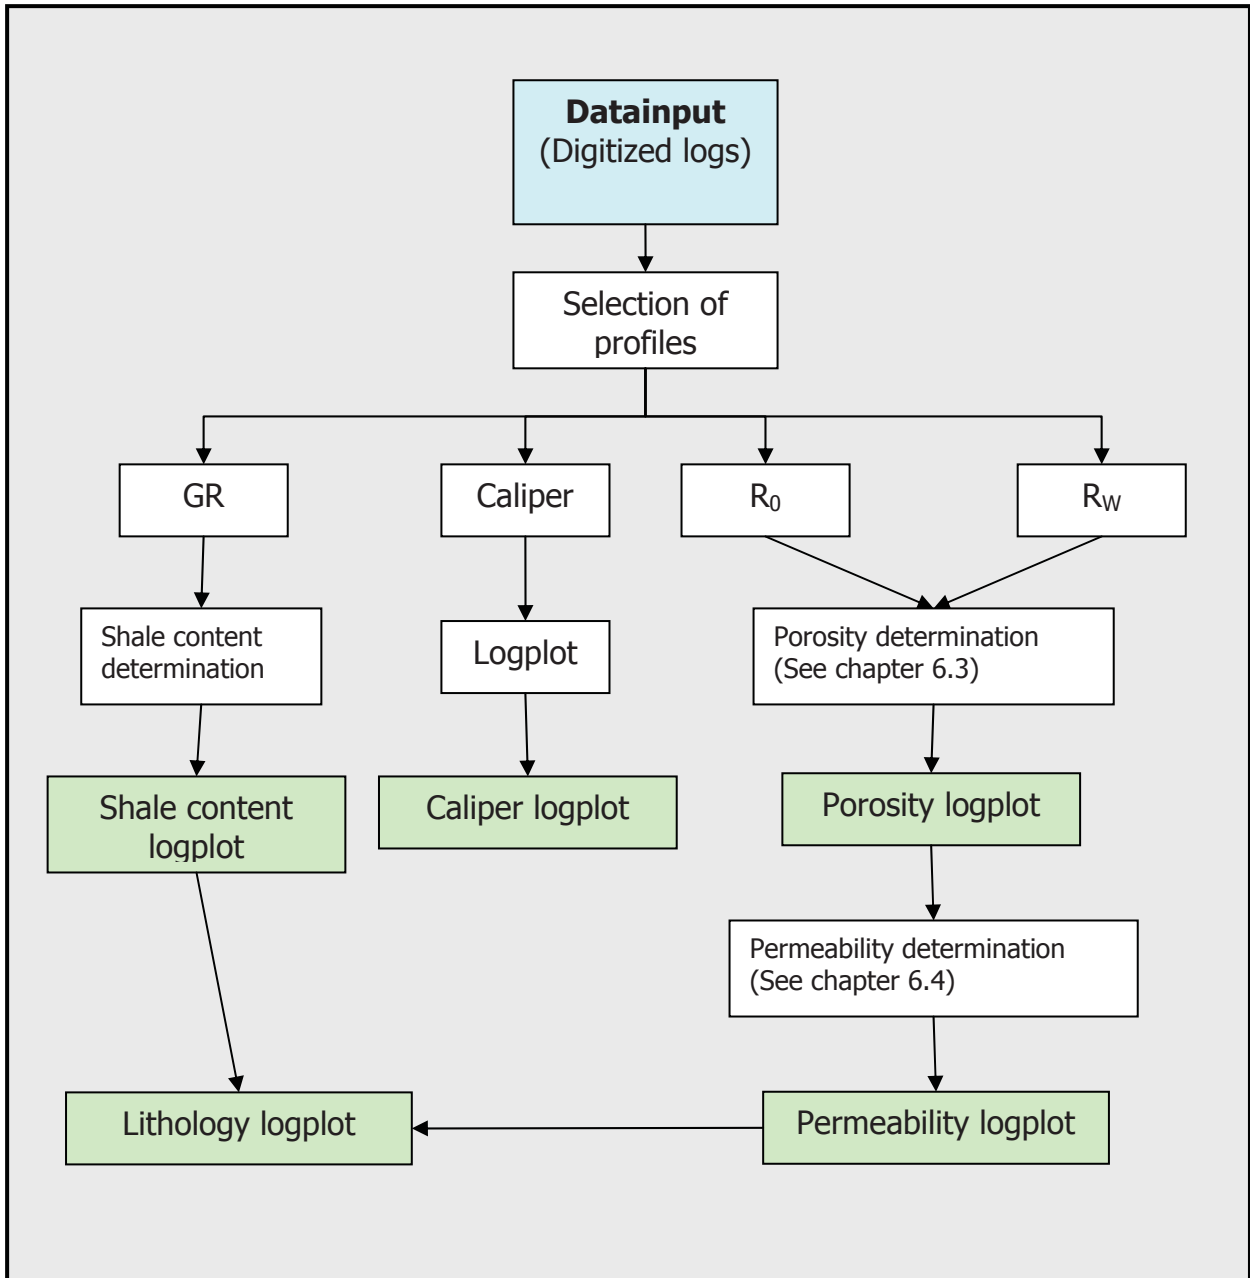 Datainput
(Digitized logs)
Selection of
profiles
GR
Caliper
R₀
R_W
Shale content
determination
Logplot
Porosity determination
(See chapter 6.3)
Shale content
logplot
Caliper logplot
Porosity logplot
Permeability determination
(See chapter 6.4)
Lithology logplot
Permeability logplot